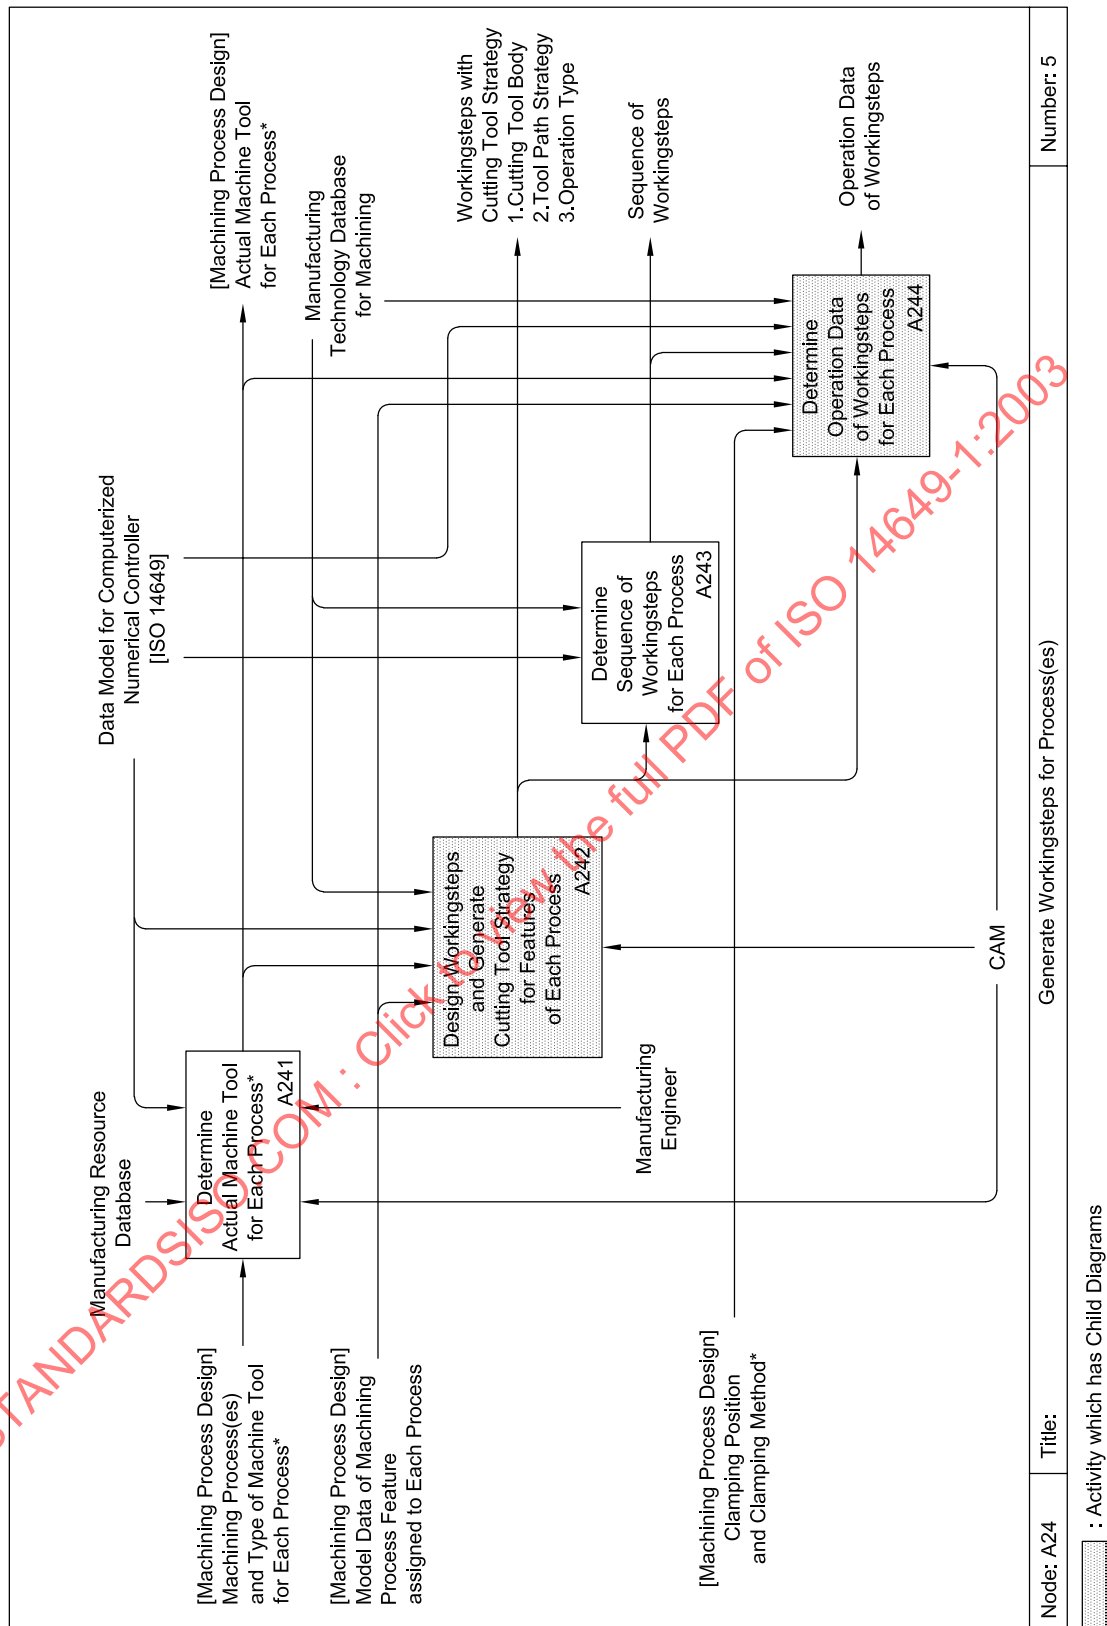 Manufacturing Resource
Database
Data Model for Computerized
Numerical Controller
[ISO 14649]
Manufacturing
Technology Database
for Machining
[Machining Process Design]
Actual Machine Tool
for Each Process*
[Machining Process Design]
Machining Process(es)
and Type of Machine Tool
for Each Process*
Determine
Actual Machine Tool
for Each Process*
A241
[Machining Process Design]
Model Data of Machining
Process Feature
assigned to Each Process
Design Workingsteps
and Generate
Cutting Tool Strategy
for Features
of Each Process
A242
Workingsteps with
Cutting Tool Strategy
1.Cutting Tool Body
2.Tool Path Strategy
3.Operation Type
Determine
Sequence of
Workingsteps
for Each Process
A243
Sequence of
Workingsteps
Manufacturing
Engineer
[Machining Process Design]
Clamping Position
and Clamping Method*
Determine
Operation Data
of Workingsteps
for Each Process
A244
Operation Data
of Workingsteps
CAM
Node: A24
Title:
Generate Workingsteps for Process(es)
Number: 5
: Activity which has Child Diagrams
STANDARDSISO.COM : Click to view the full PDF of ISO 14649-1:2003